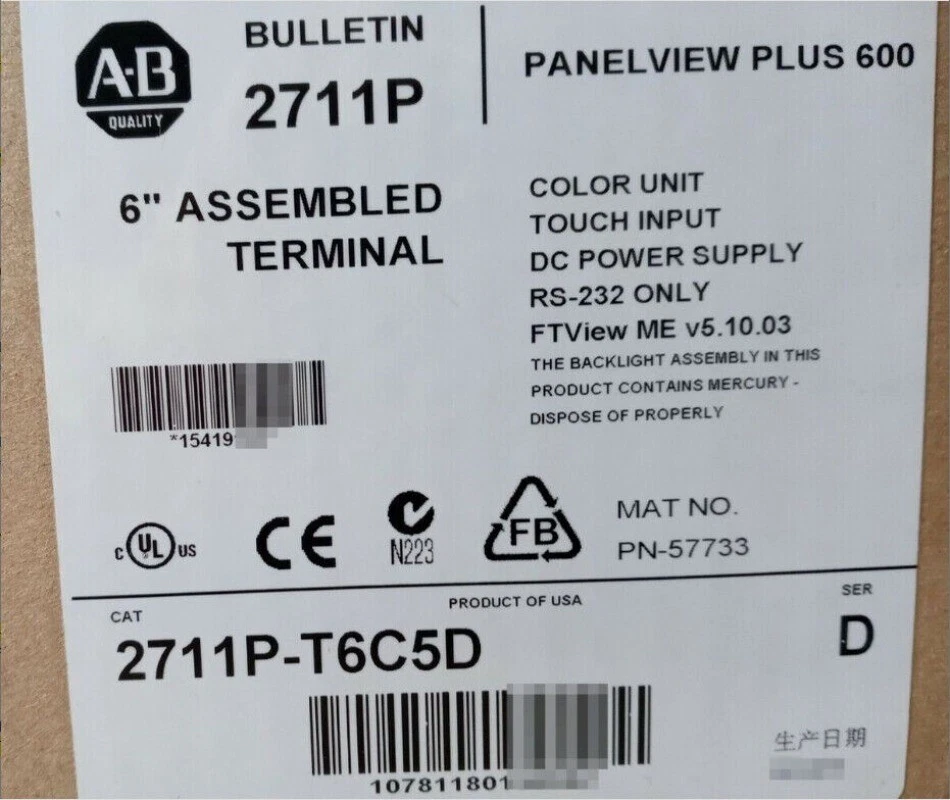 A-B
QUALITY
BULLETIN
2711P
PANELVIEW PLUS 600
6" ASSEMBLED
TERMINAL
COLOR UNIT
TOUCH INPUT
DC POWER SUPPLY
RS-232 ONLY
FTView ME v5.10.03
THE BACKLIGHT ASSEMBLY IN THIS
PRODUCT CONTAINS MERCURY -
DISPOSE OF PROPERLY
*15419
C UL US
CE
N223
FB
MAT NO.
PN-57733
CAT
PRODUCT OF USA
SER
2711P-T6C5D
D
107811801
生产日期